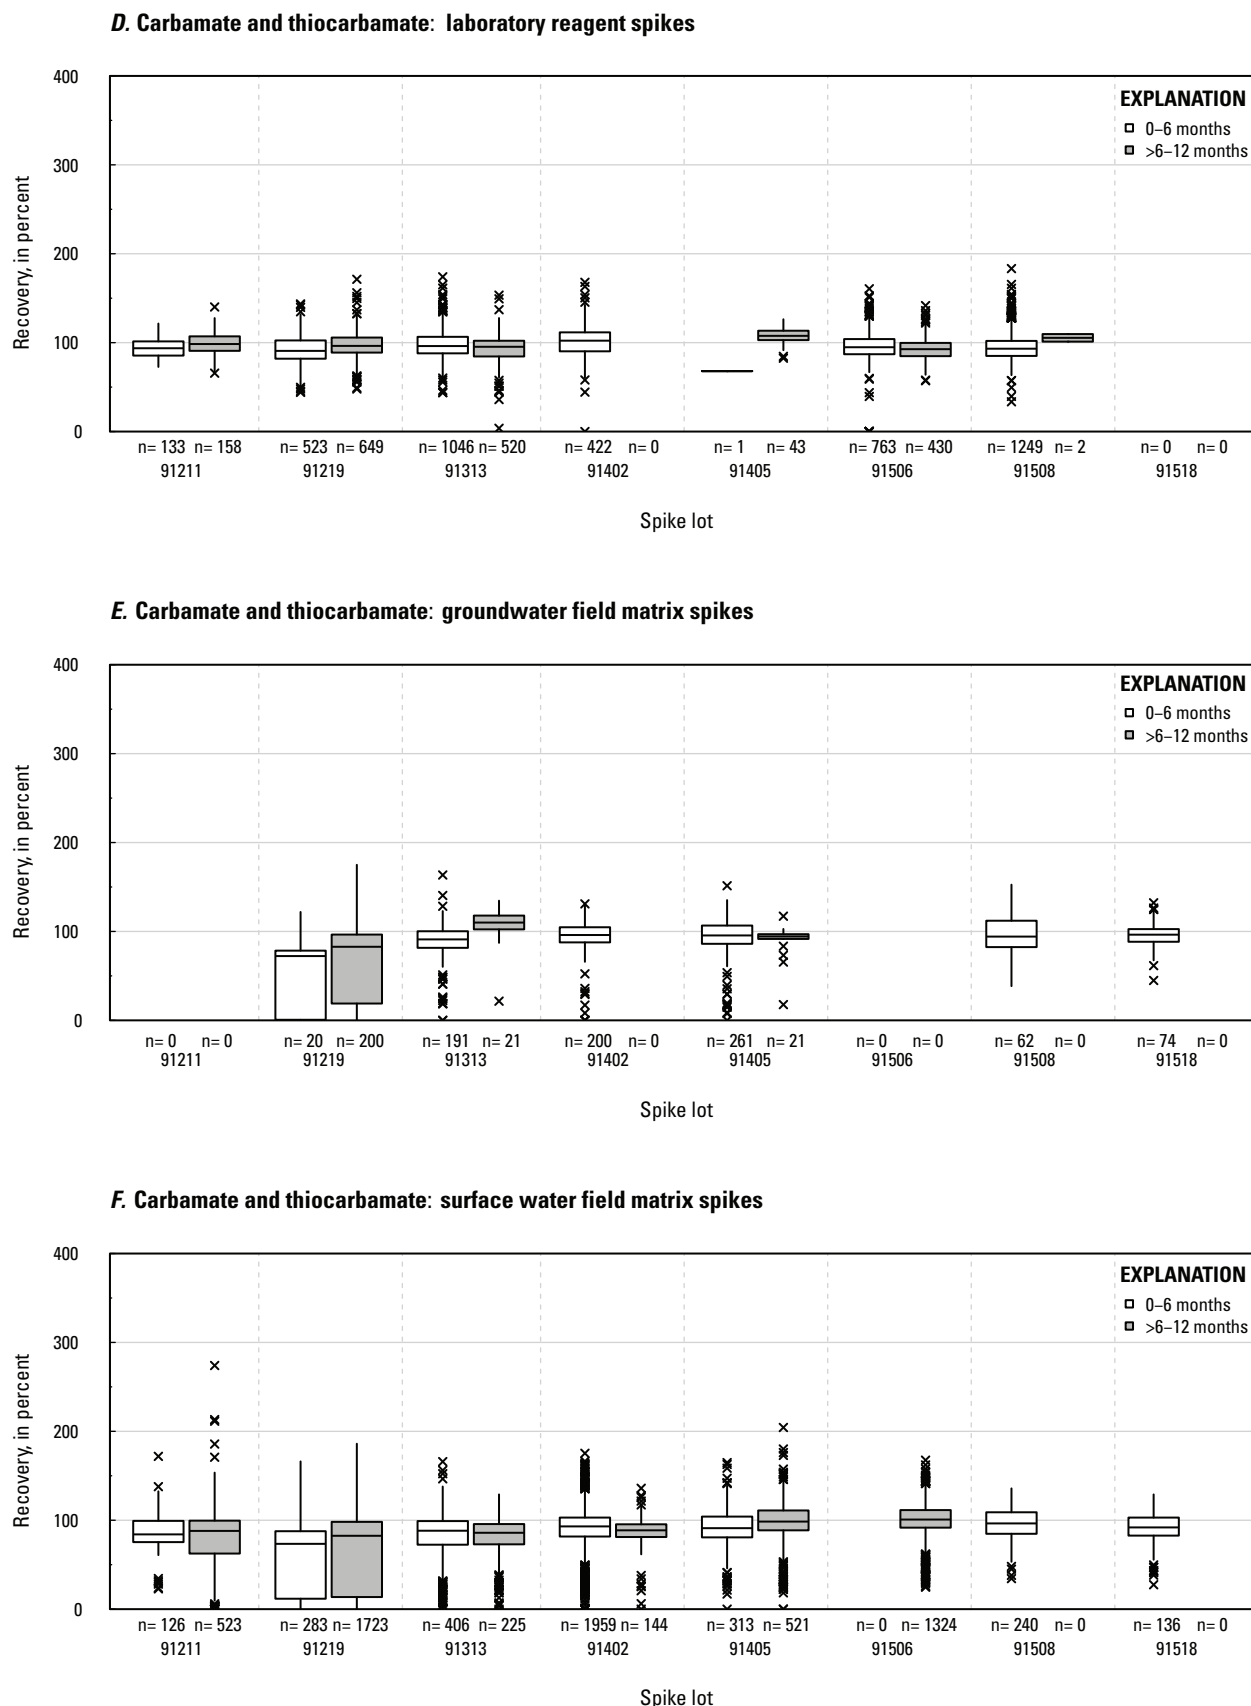 D. Carbamate and thiocarbamate: laboratory reagent spikes
400
300
200
100
0
Recovery, in percent
EXPLANATION
0–6 months
>6–12 months
n= 133 n= 158 n= 523 n= 649 n= 1046 n= 520 n= 422 n= 0 n= 1 n= 43 n= 763 n= 430 n= 1249 n= 2 n= 0 n= 0
91211 91219 91313 91402 91405 91506 91508 91518
Spike lot
E. Carbamate and thiocarbamate: groundwater field matrix spikes
400
300
200
100
0
Recovery, in percent
EXPLANATION
0–6 months
>6–12 months
n= 0 n= 0 n= 20 n= 200 n= 191 n= 21 n= 200 n= 0 n= 261 n= 21 n= 0 n= 0 n= 62 n= 0 n= 74 n= 0
91211 91219 91313 91402 91405 91506 91508 91518
Spike lot
F. Carbamate and thiocarbamate: surface water field matrix spikes
400
300
200
100
0
Recovery, in percent
EXPLANATION
0–6 months
>6–12 months
n= 126 n= 523 n= 283 n= 1723 n= 406 n= 225 n= 1959 n= 144 n= 313 n= 521 n= 0 n= 1324 n= 240 n= 0 n= 136 n= 0
91211 91219 91313 91402 91405 91506 91508 91518
Spike lot